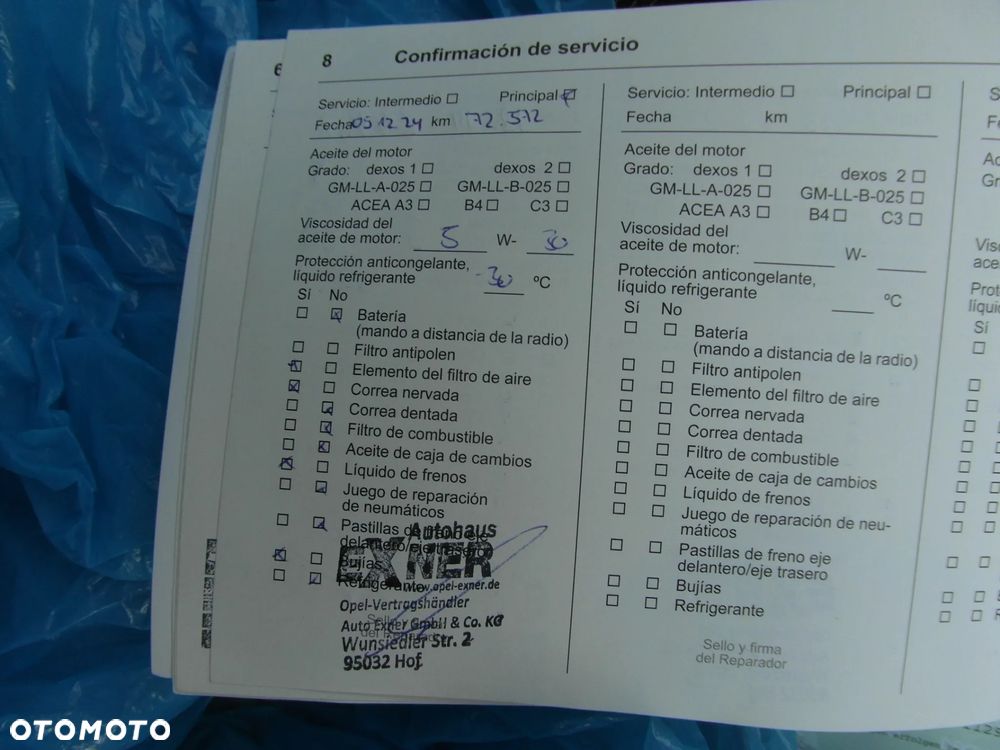 8 Confirmación de servicio
Servicio: Intermedio ☐ Principal ☒
Fecha 05 12 24 km 72.572
Aceite del motor
Grado: dexos 1 ☐ dexos 2 ☐
GM-LL-A-025 ☐ GM-LL-B-025 ☐
ACEA A3 ☐ B4 ☐ C3 ☐
Viscosidad del
aceite de motor: 5 W- 30
Protección anticongelante,
líquido refrigerante -30 ºC
Sí No
☐ ☒ Batería
(mando a distancia de la radio)
☐ ☐ Filtro antipolen
☒ ☐ Elemento del filtro de aire
☒ ☐ Correa nervada
☐ ☒ Correa dentada
☐ ☒ Filtro de combustible
☐ ☒ Aceite de caja de cambios
☒ ☐ Líquido de frenos
☐ ☒ Juego de reparación
de neumáticos
☐ ☒ Pastillas de freno eje
delantero/eje trasero
☒ ☐ Bujías
☐ ☒ Refrigerante
Autohaus
EXNER
www.opel-exner.de
Opel-Vertragshändler
Auto Exner GmbH & Co. KG
Wunsiedler Str. 2
95032 Hof
Sello
del Reparador
Servicio: Intermedio ☐ Principal ☐
Fecha km
Aceite del motor
Grado: dexos 1 ☐ dexos 2 ☐
GM-LL-A-025 ☐ GM-LL-B-025 ☐
ACEA A3 ☐ B4 ☐ C3 ☐
Viscosidad del
aceite de motor: W-
Protección anticongelante,
líquido refrigerante ºC
Sí No
☐ ☐ Batería
(mando a distancia de la radio)
☐ ☐ Filtro antipolen
☐ ☐ Elemento del filtro de aire
☐ ☐ Correa nervada
☐ ☐ Correa dentada
☐ ☐ Filtro de combustible
☐ ☐ Aceite de caja de cambios
☐ ☐ Líquido de frenos
☐ ☐ Juego de reparación de neu-
máticos
☐ ☐ Pastillas de freno eje
delantero/eje trasero
☐ ☐ Bujías
☐ ☐ Refrigerante
Sello y firma
del Reparador
OTOMOTO